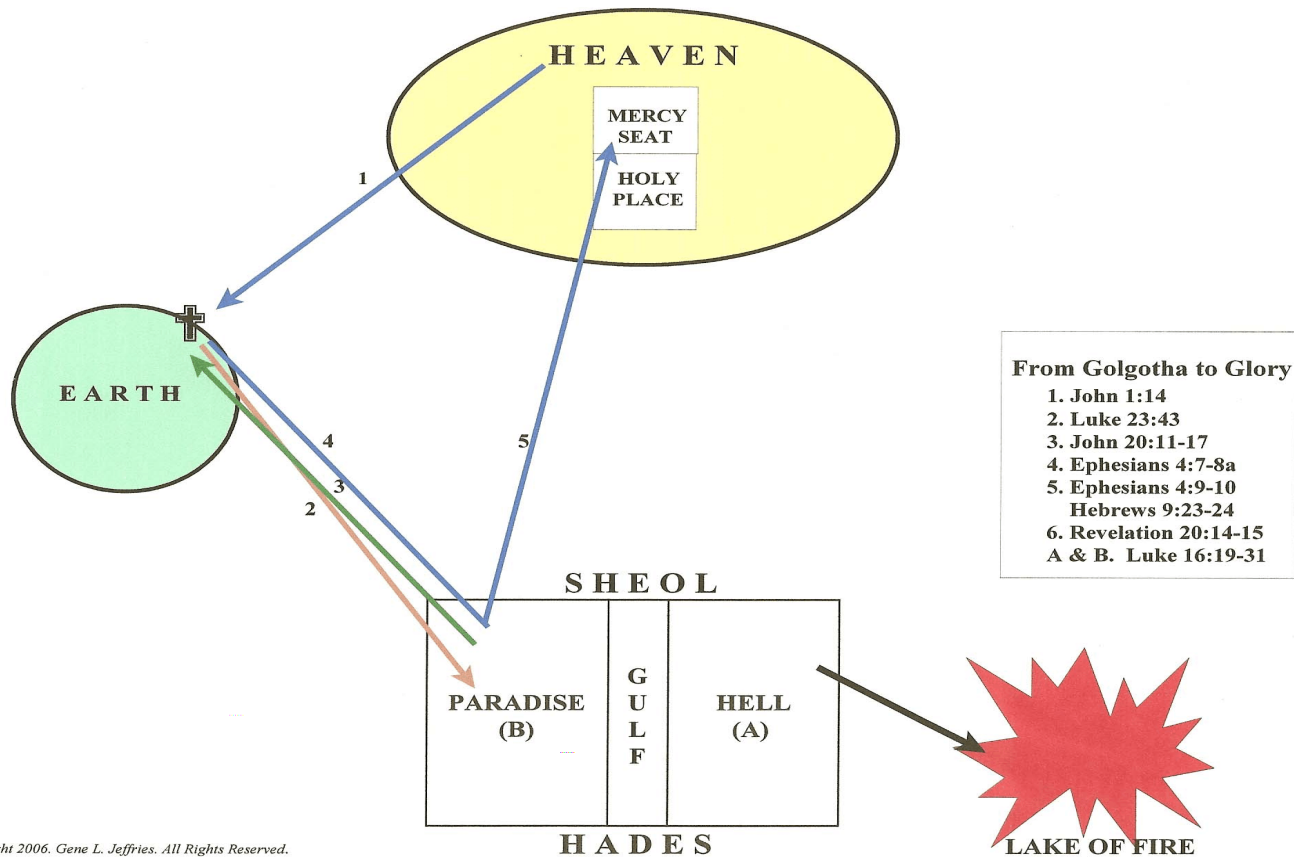 HEAVEN
MERCY
SEAT
HOLY
PLACE
1
EARTH
4
3
2
5
From Golgotha to Glory
1. John 1:14
2. Luke 23:43
3. John 20:11-17
4. Ephesians 4:7-8a
5. Ephesians 4:9-10
Hebrews 9:23-24
6. Revelation 20:14-15
A & B. Luke 16:19-31
SHEOL
PARADISE
(B)
G
U
L
F
HELL
(A)
HADES
LAKE OF FIRE
ht 2006. Gene L. Jeffries. All Rights Reserved.